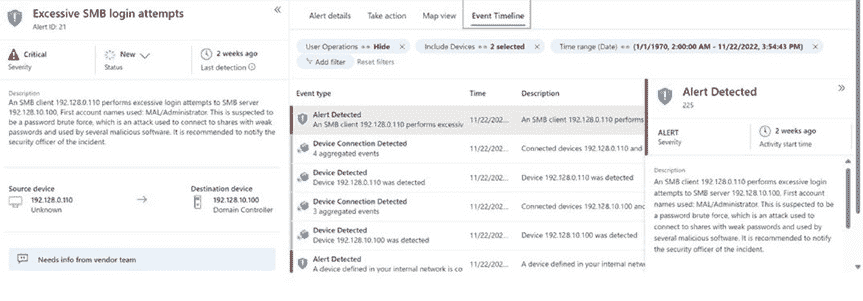 Excessive SMB login attempts
Alert ID: 21
Critical
Severity
New
Status
2 weeks ago
Last detection
Description
An SMB client 192.128.0.110 performs excessive login attempts to SMB server
192.128.10.100, First account names used: MAL/Administrator. This is suspected to
be a password brute force, which is an attack used to connect to shares with weak
passwords and used by several malicious software. It is recommended to notify the
security officer of the incident.
Source device
192.128.0.110
Unknown
Destination device
192.128.10.100
Domain Controller
Needs info from vendor team
Alert details
Take action
Map view
Event Timeline
User Operations == Hide
Include Devices == 2 selected
Time range (Date) == (1/1/1970, 2:00:00 AM - 11/22/2022, 3:54:43 PM)
Add filter
Reset filters
Event type
Time
Description
Alert Detected
An SMB client 192.128.0.110 performs excessiv
11/22/202...
An SMB client 192.128.0.110 performs
Device Connection Detected
4 aggregated events
11/22/202...
Connected devices 192.128.0.110 and
Device Detected
Device 192.128.0.110 was detected
11/22/202...
Device 192.128.0.110 was detected
Device Connection Detected
3 aggregated events
11/22/202...
Connected devices 192.128.10.100 and
Device Detected
Device 192.128.10.100 was detected
11/22/202...
Device 192.128.10.100 was detected
Alert Detected
A device defined in your internal network is co
11/22/202...
A device defined in your internal netw
Alert Detected
225
ALERT
Severity
2 weeks ago
Activity start time
Description:
An SMB client 192.128.0.110 performs excessive login
attempts to SMB server 192.128.10.100, First account
names used: MAL/Administrator. This is suspected to
be a password brute force, which is an attack used to
connect to shares with weak passwords and used by
several malicious software. It is recommended to notify
the security officer of the incident.